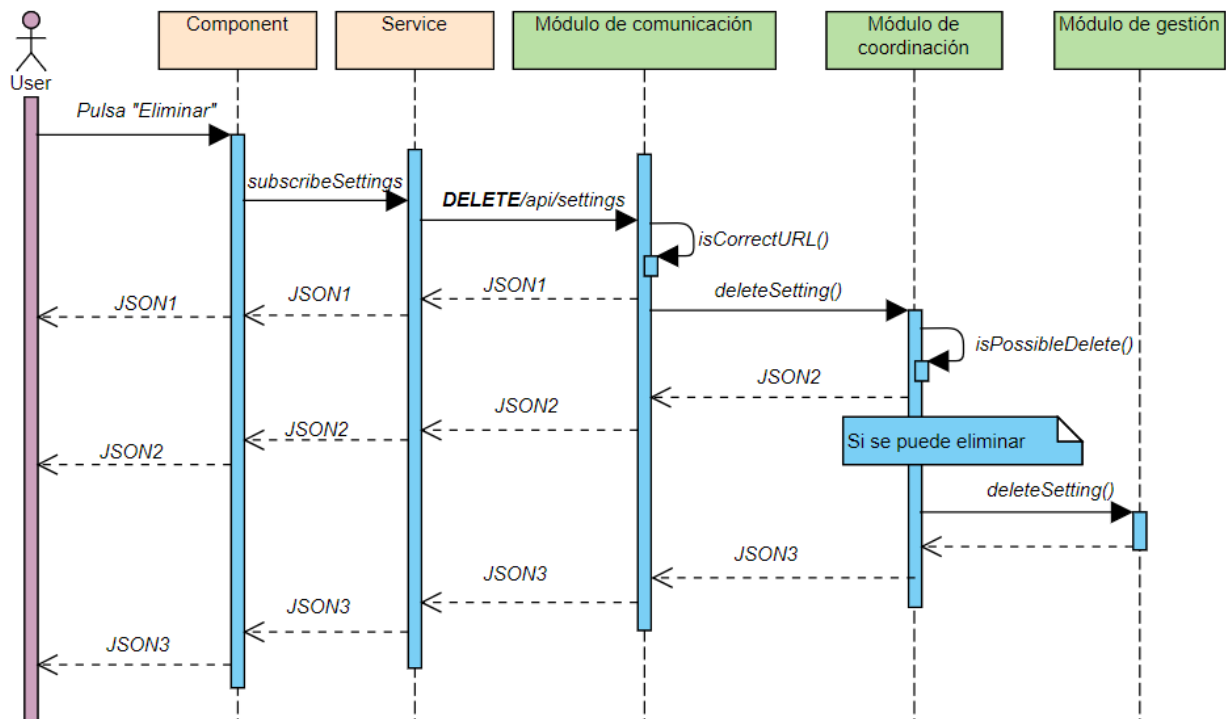 Component
Service
Módulo de comunicación
Módulo de
coordinación
Módulo de gestión
User
Pulsa "Eliminar"
subscribeSettings
DELETE/api/settings
isCorrectURL()
JSON1
JSON1
JSON1
deleteSetting()
isPossibleDelete()
JSON2
JSON2
JSON2
JSON2
Si se puede eliminar
deleteSetting()
JSON3
JSON3
JSON3
JSON3